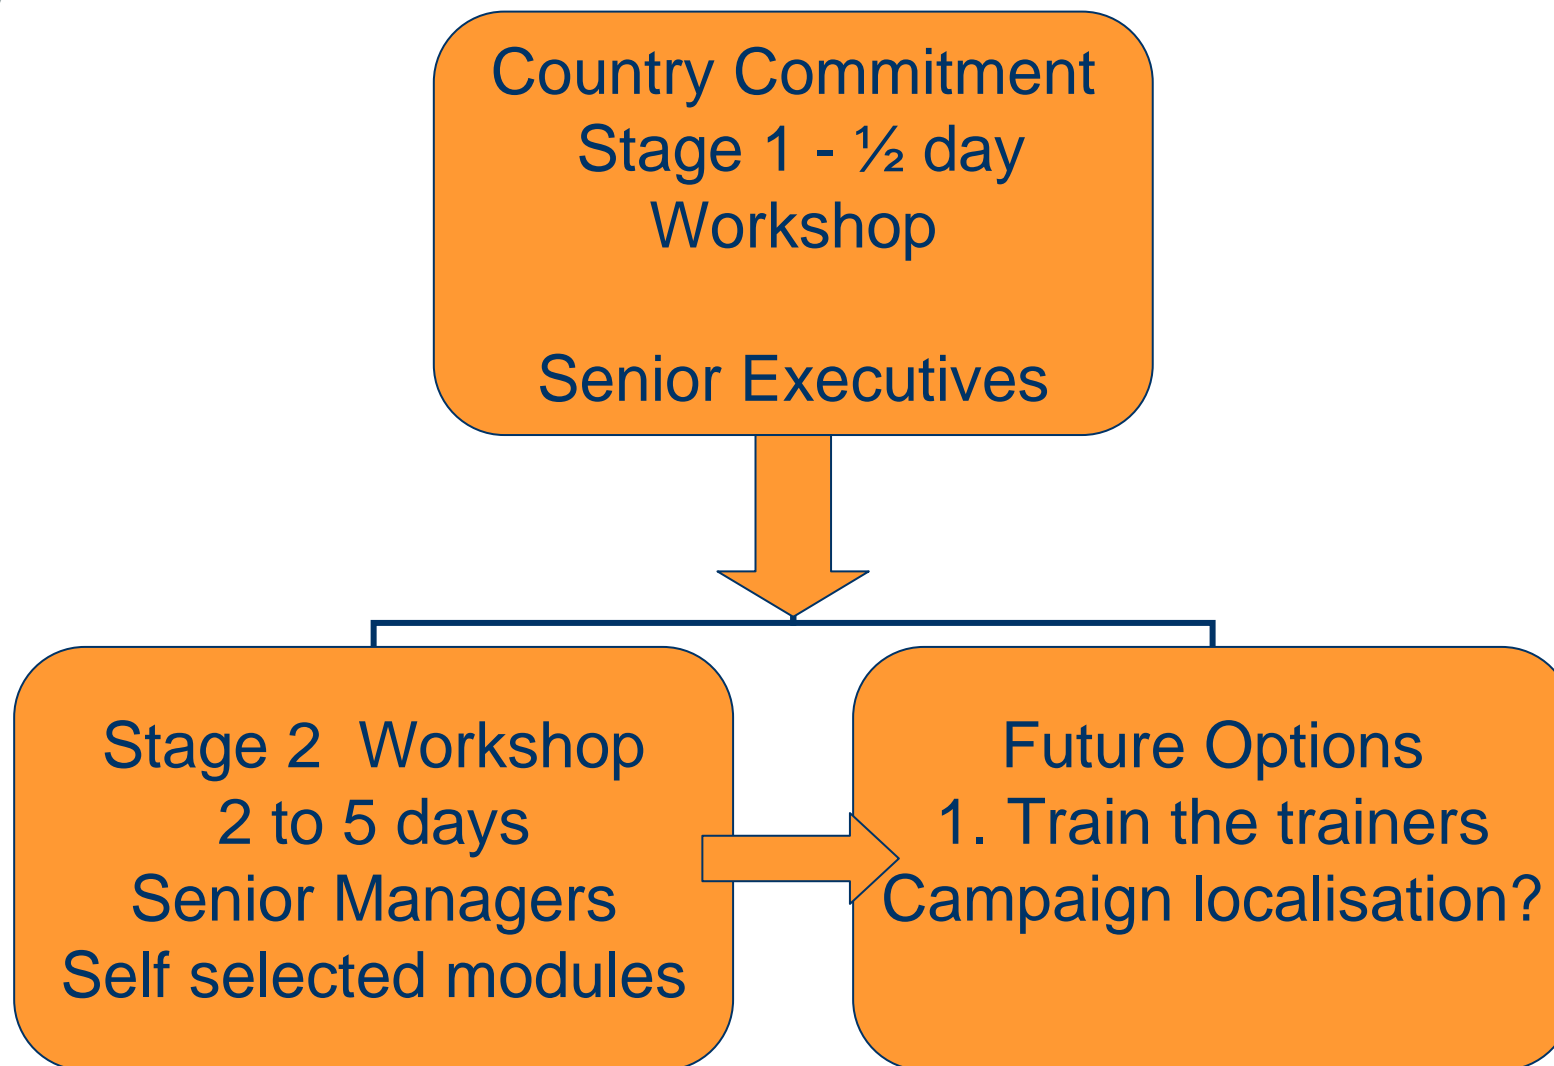 Country Commitment
Stage 1 - ½ day
Workshop
Senior Executives
Stage 2  Workshop
2 to 5 days
Senior Managers
Self selected modules
Future Options
1. Train the trainers
Campaign localisation?